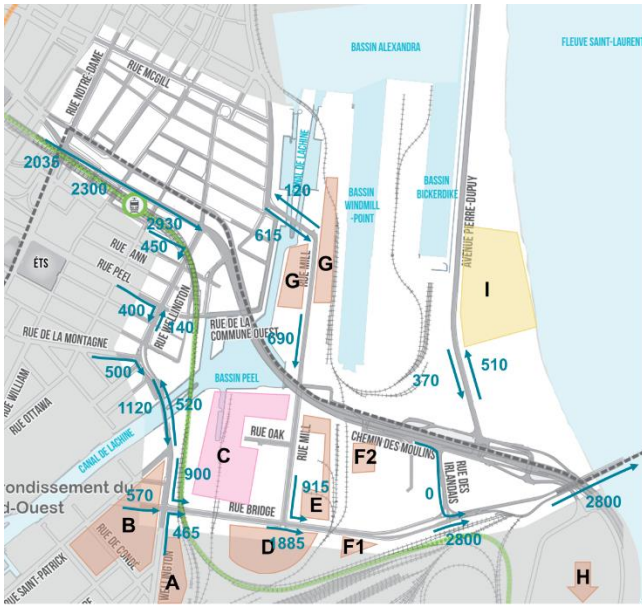 BASSIN ALEXANDRA
FLEUVE SAINT-LAURENT
RUE NOTRE-DAME
RUE MCGILL
CANAL DE LACHINE
2035
2300
2930
450
120
615
BASSIN
WINDMILL
-POINT
BASSIN
BICKERDIKE
AVENUE PIERRE-DUPUY
RUE ANN
ÉTS
RUE PEEL
400
140
RUE WELLINGTON
G
RUE MILL
G
I
RUE DE LA MONTAGNE
RUE DE LA
COMMUNE OUEST
690
500
BASSIN PEEL
370
510
RUE WILLIAM
RUE OTTAWA
1120
520
CANAL DE LACHINE
C
RUE OAK
RUE MILL
CHEMIN DES MOULINS
F2
RUE DES
IRLANDAIS
900
915
0
rondissement du
d-Ouest
570
RUE BRIDGE
E
2800
B
465
D
1885
F1
2800
RUE DE CONDÉ
RUE SAINT-PATRICK
WELLINGTON
A
H